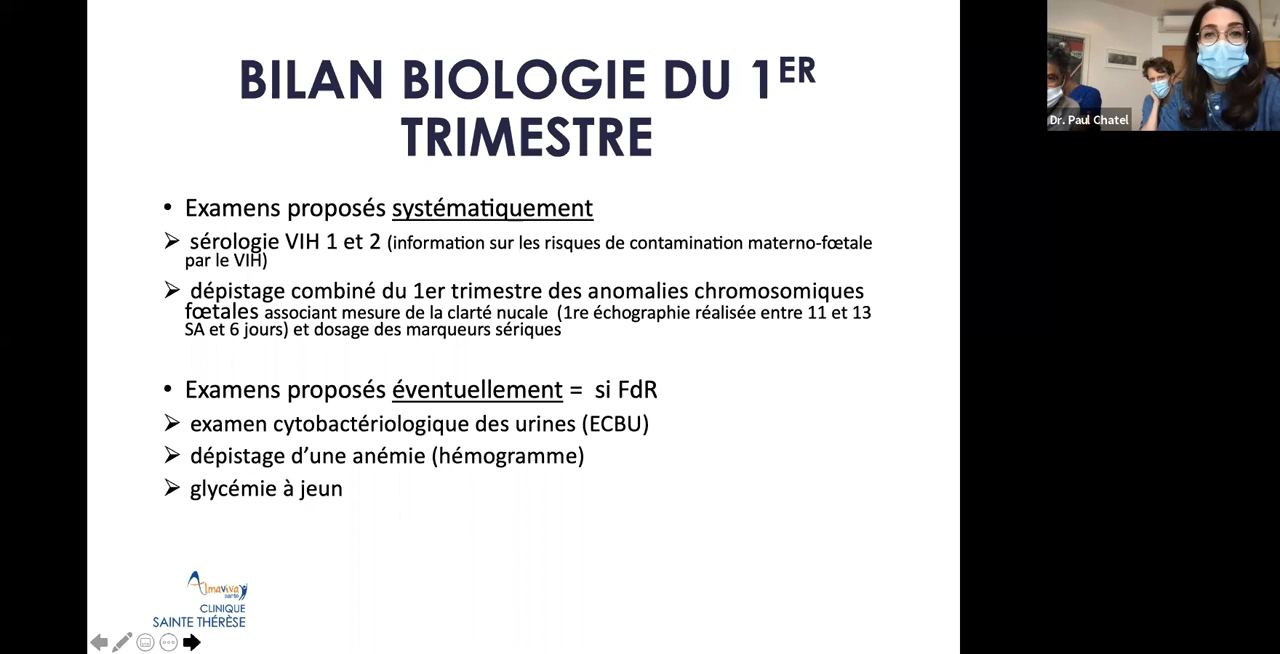 BILAN BIOLOGIE DU 1ER
TRIMESTRE
• Examens proposés systématiquement
➢ sérologie VIH 1 et 2 (information sur les risques de contamination materno-fœtale
par le VIH)
➢ dépistage combiné du 1er trimestre des anomalies chromosomiques
fœtales associant mesure de la clarté nucale (1re échographie réalisée entre 11 et 13
SA et 6 jours) et dosage des marqueurs sériques
• Examens proposés éventuellement = si FdR
➢ examen cytobactériologique des urines (ECBU)
➢ dépistage d’une anémie (hémogramme)
➢ glycémie à jeun
Almaviva
santé
CLINIQUE
SAINTE THÉRÈSE
Dr. Paul Chatel